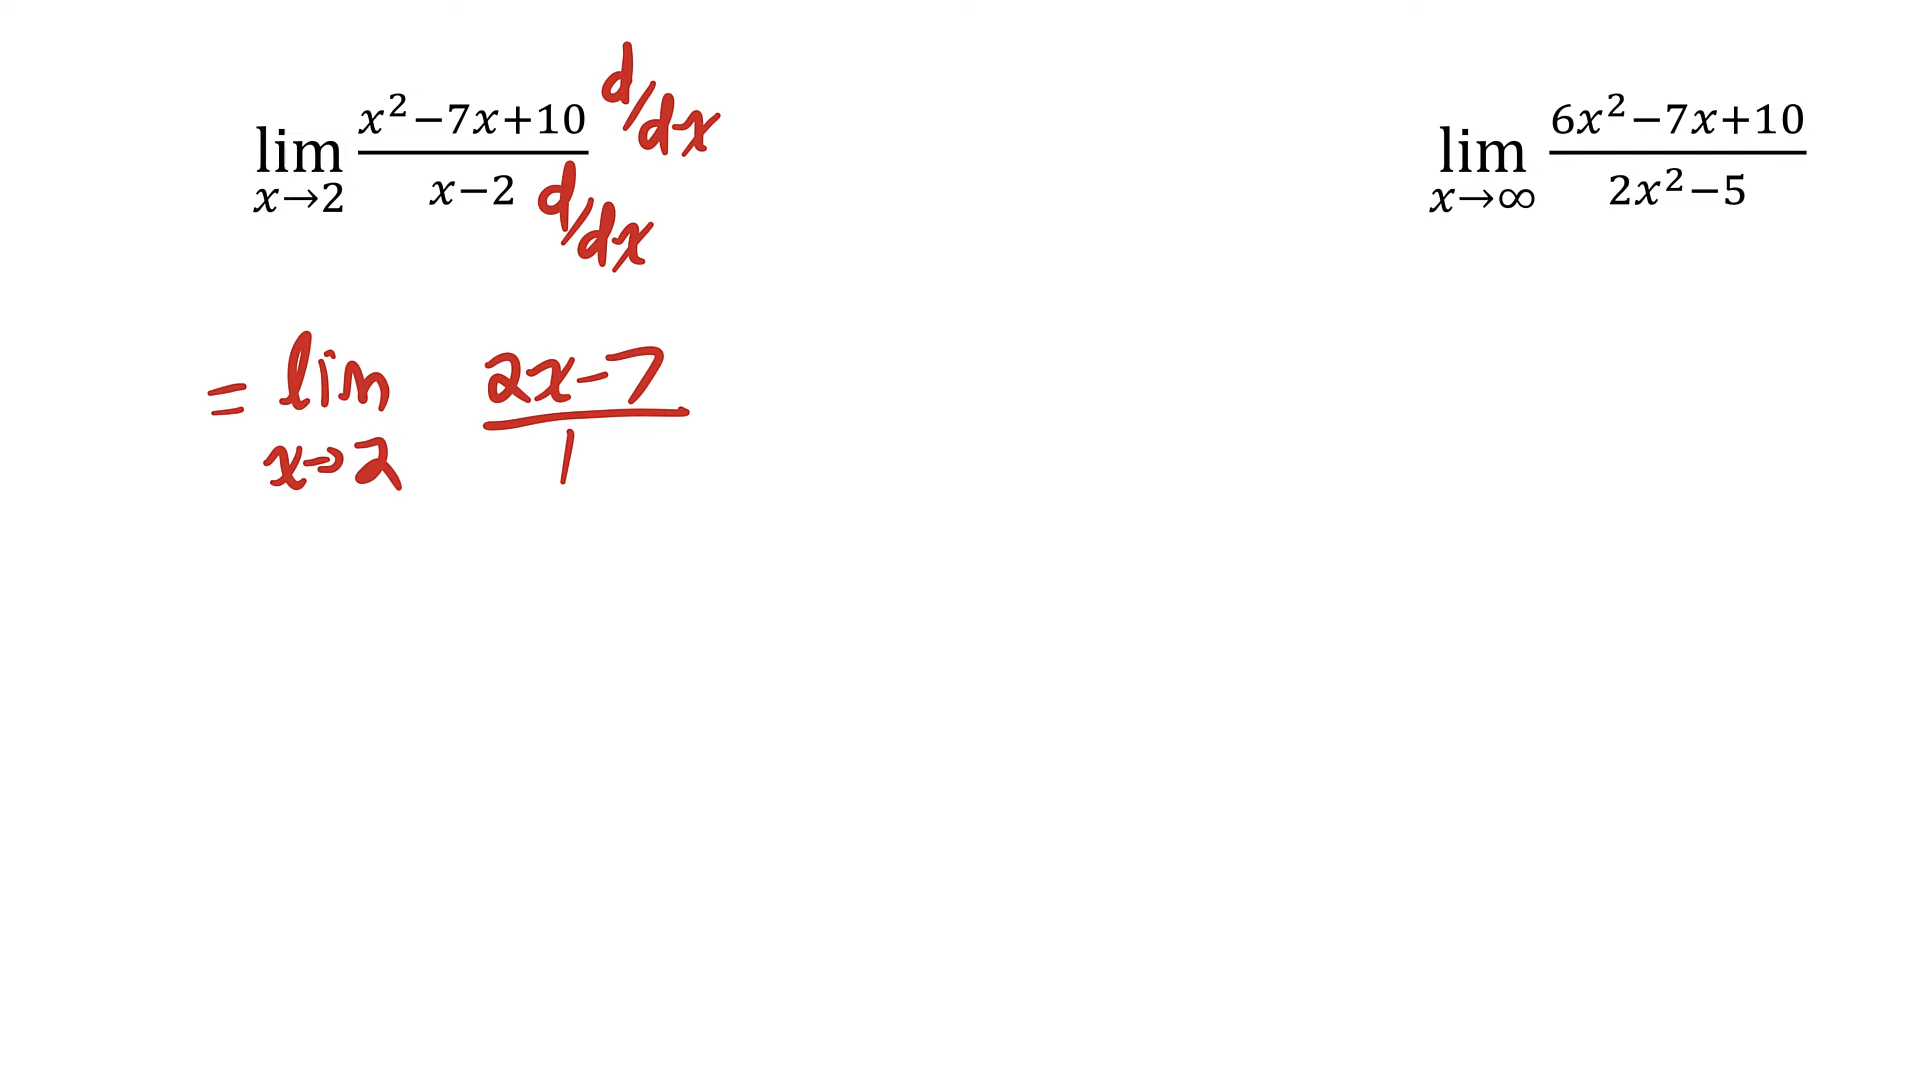 lim x→2 x²−7x+10 / x−2 d/dx d/dx
= lim x→2 2x-7 / 1
lim x→∞ 6x²−7x+10 / 2x²−5